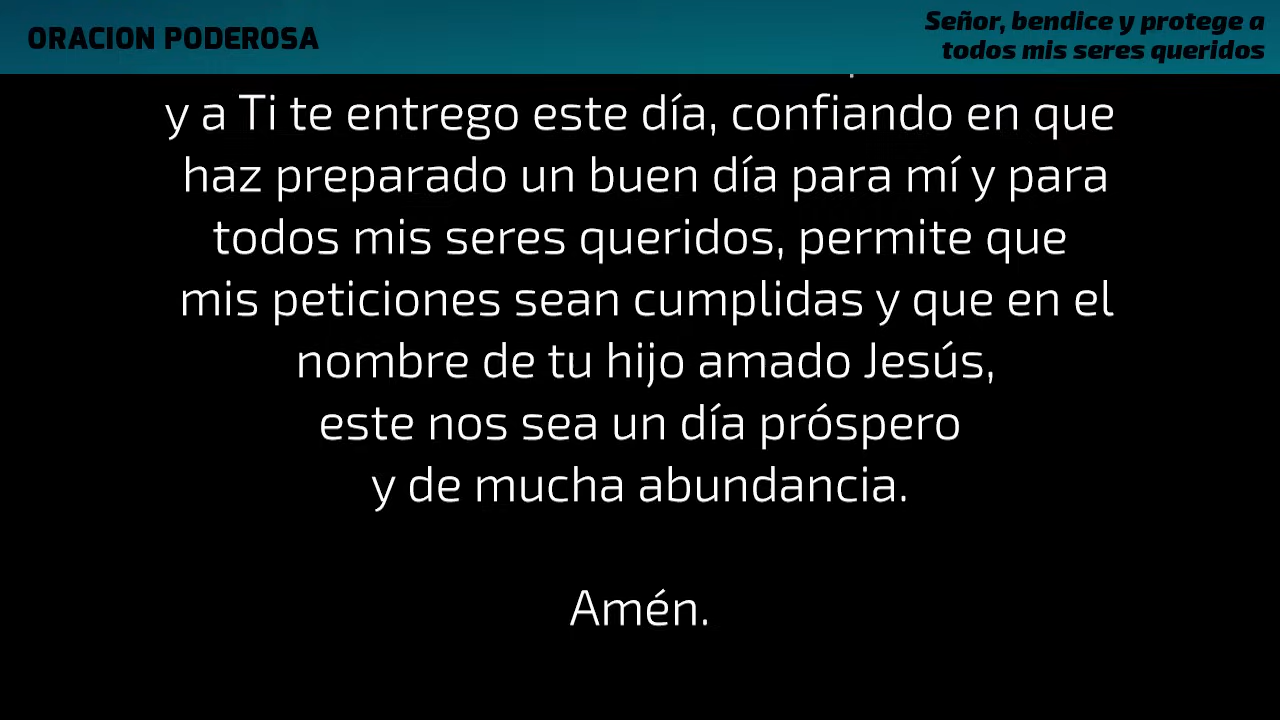 ORACION PODEROSA
Señor, bendice y protege a
todos mis seres queridos
y a Ti te entrego este día, confiando en que
haz preparado un buen día para mí y para
todos mis seres queridos, permite que
mis peticiones sean cumplidas y que en el
nombre de tu hijo amado Jesús,
este nos sea un día próspero
y de mucha abundancia.
Amén.